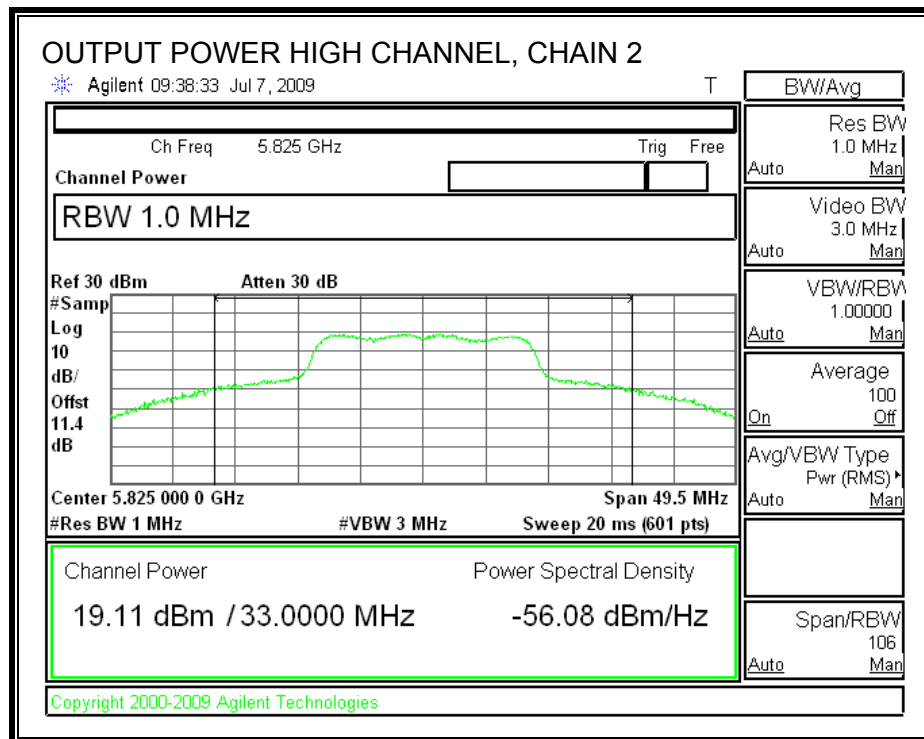 OUTPUT POWER HIGH CHANNEL, CHAIN 2
Agilent 09:38:33 Jul 7, 2009 T
Ch Freq 5.825 GHz Trig Free
Channel Power
RBW 1.0 MHz
Ref 30 dBm Atten 30 dB
#Samp
Log
10
dB/
Offst
11.4
dB
Center 5.825 000 0 GHz Span 49.5 MHz
#Res BW 1 MHz #VBW 3 MHz Sweep 20 ms (601 pts)
Channel Power Power Spectral Density
19.11 dBm / 33.0000 MHz -56.08 dBm/Hz
Copyright 2000-2009 Agilent Technologies
BW/Avg
Res BW
1.0 MHz
Auto Man
Video BW
3.0 MHz
Auto Man
VBW/RBW
1.00000
Auto Man
Average
100
On Off
Avg/VBW Type
Pwr (RMS)
Auto Man
Span/RBW
106
Auto Man